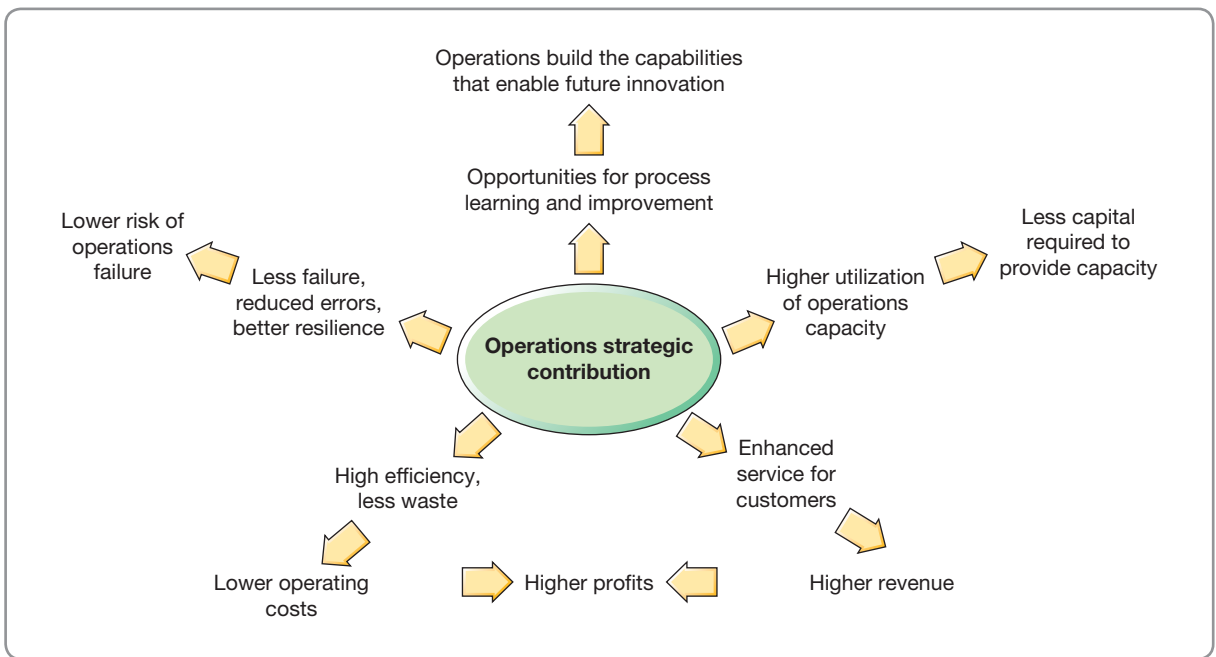 Operations build the capabilities
that enable future innovation
Opportunities for process
learning and improvement
Lower risk of
operations
failure
Less failure,
reduced errors,
better resilience
Higher utilization
of operations
capacity
Less capital
required to
provide capacity
Operations strategic
contribution
High efficiency,
less waste
Enhanced
service for
customers
Lower operating
costs
Higher profits
Higher revenue